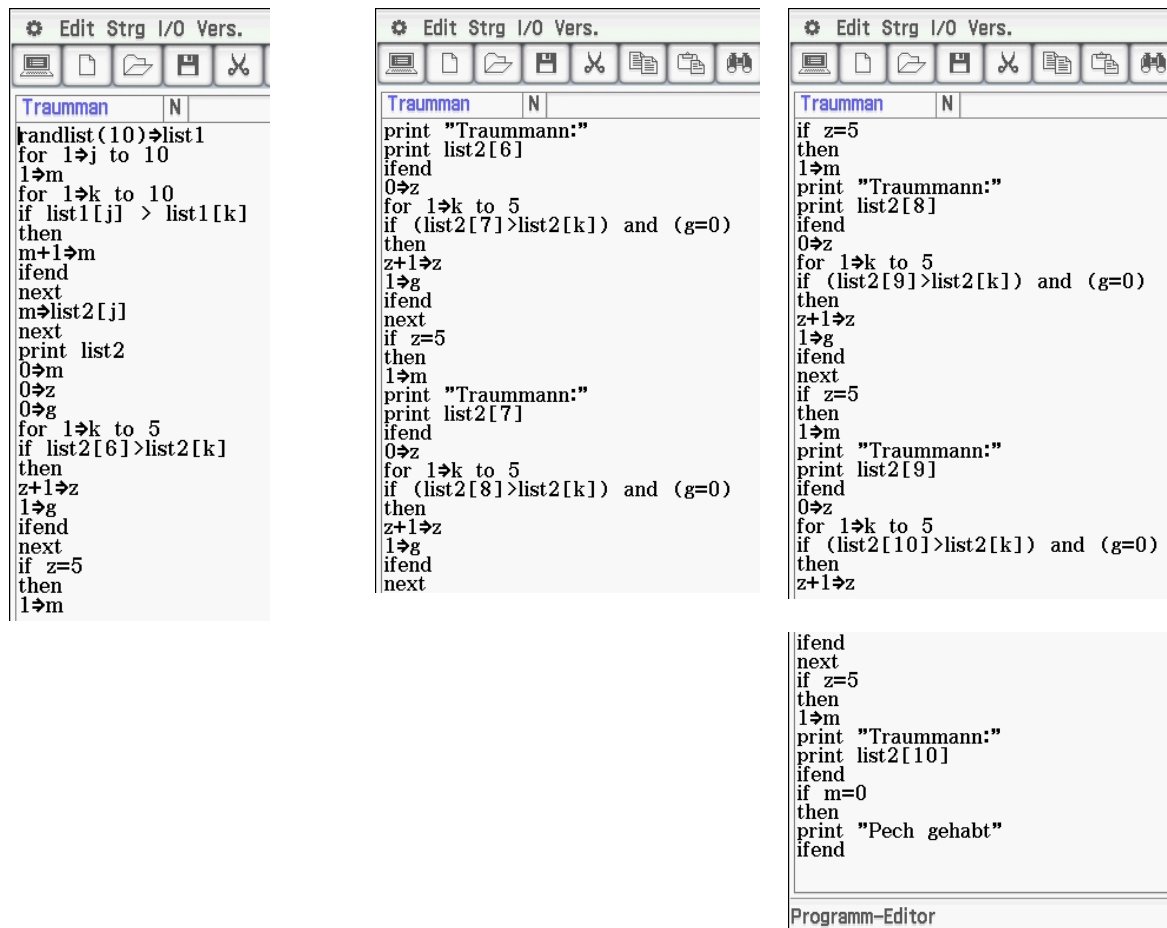 Edit Strg I/O Vers.
Traumman N
randlist(10)⇒list1
for 1⇒j to 10
1⇒m
for 1⇒k to 10
if list1[j] > list1[k]
then
m+1⇒m
ifend
next
m⇒list2[j]
next
print list2
0⇒m
0⇒z
0⇒g
for 1⇒k to 5
if list2[6]>list2[k]
then
z+1⇒z
1⇒g
ifend
next
if z=5
then
1⇒m
Edit Strg I/O Vers.
Traumman N
print "Traummann:"
print list2[6]
ifend
0⇒z
for 1⇒k to 5
if (list2[7]>list2[k]) and (g=0)
then
z+1⇒z
1⇒g
ifend
next
if z=5
then
1⇒m
print "Traummann:"
print list2[7]
ifend
0⇒z
for 1⇒k to 5
if (list2[8]>list2[k]) and (g=0)
then
z+1⇒z
1⇒g
ifend
next
Edit Strg I/O Vers.
Traumman N
if z=5
then
1⇒m
print "Traummann:"
print list2[8]
ifend
0⇒z
for 1⇒k to 5
if (list2[9]>list2[k]) and (g=0)
then
z+1⇒z
1⇒g
ifend
next
if z=5
then
1⇒m
print "Traummann:"
print list2[9]
ifend
0⇒z
for 1⇒k to 5
if (list2[10]>list2[k]) and (g=0)
then
z+1⇒z
ifend
next
if z=5
then
1⇒m
print "Traummann:"
print list2[10]
ifend
if m=0
then
print "Pech gehabt"
ifend
Programm-Editor